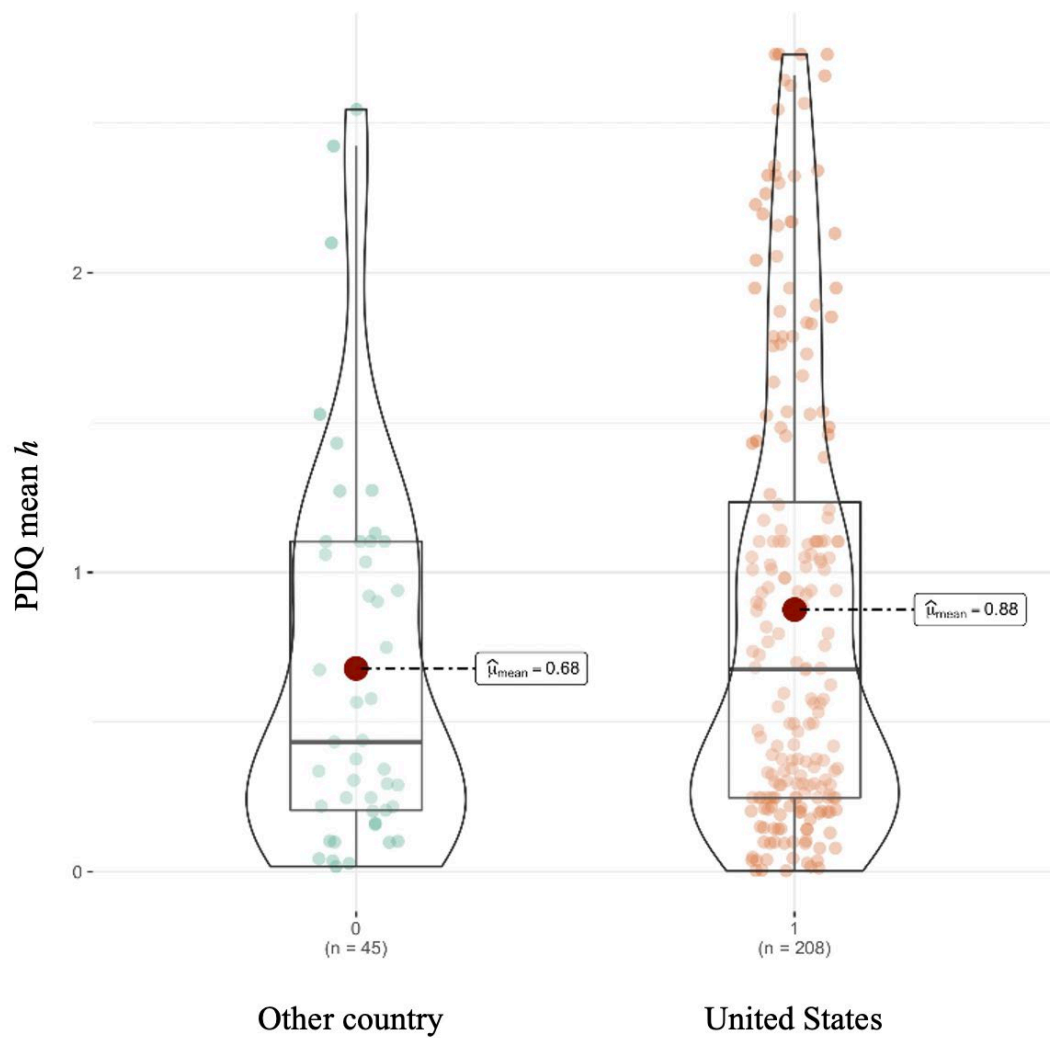 PDQ mean h
2
1
0
μ̂mean = 0.68
μ̂mean = 0.88
0
(n = 45)
1
(n = 208)
Other country
United States